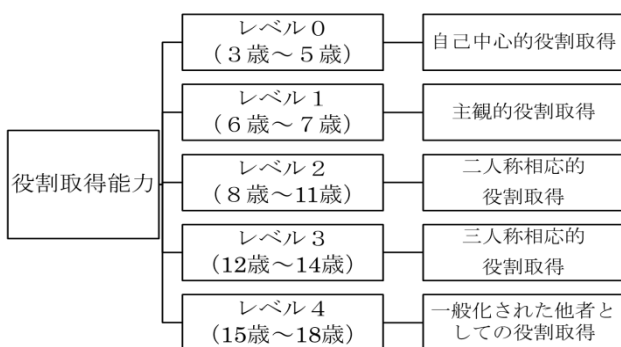 役割取得能力
レベル０
（３歳～５歳）
自己中心的役割取得
レベル１
（６歳～７歳）
主観的役割取得
レベル２
（８歳～11歳）
二人称相応的
役割取得
レベル３
（12歳～14歳）
三人称相応的
役割取得
レベル４
（15歳～18歳）
一般化された他者と
しての役割取得